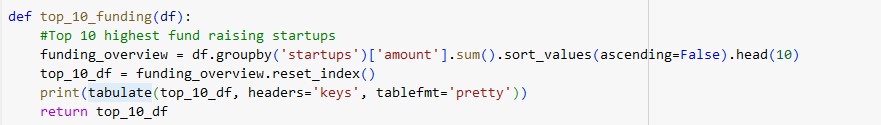 def top_10_funding(df):
    #Top 10 highest fund raising startups
    funding_overview = df.groupby('startups')['amount'].sum().sort_values(ascending=False).head(10)
    top_10_df = funding_overview.reset_index()
    print(tabulate(top_10_df, headers='keys', tablefmt='pretty'))
    return top_10_df